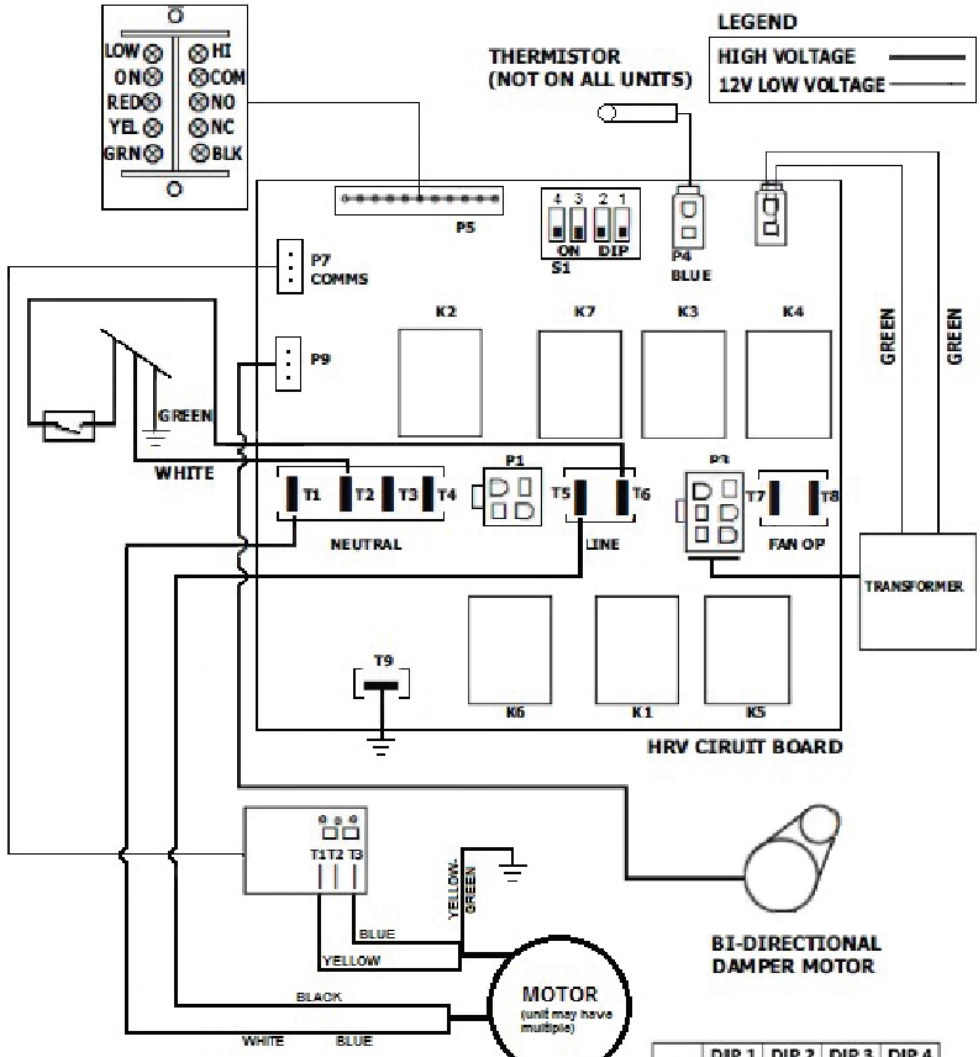 LEGEND
HIGH VOLTAGE
12V LOW VOLTAGE
THERMISTOR
(NOT ON ALL UNITS)
LOW HI
ON COM
RED NO
YEL NC
GRN BLK
P5
4 3 2 1
ON DIP
S1
P4
BLUE
P7
COMMS
K2
K7
K3
K4
GREEN
GREEN
P9
GREEN
WHITE
P1
P3
T1
T2
T3
T4
T5
T6
T7
T8
NEUTRAL
LINE
FAN OP
TRANSFORMER
T9
K6
K1
K5
HRV CIRUIT BOARD
T1 T2 T3
YELLOW-
GREEN
BLUE
YELLOW
BI-DIRECTIONAL
DAMPER MOTOR
BLACK
MOTOR
(unit may have
multiple)
WHITE BLUE
DIP 1 DIP 2 DIP 3 DIP 4